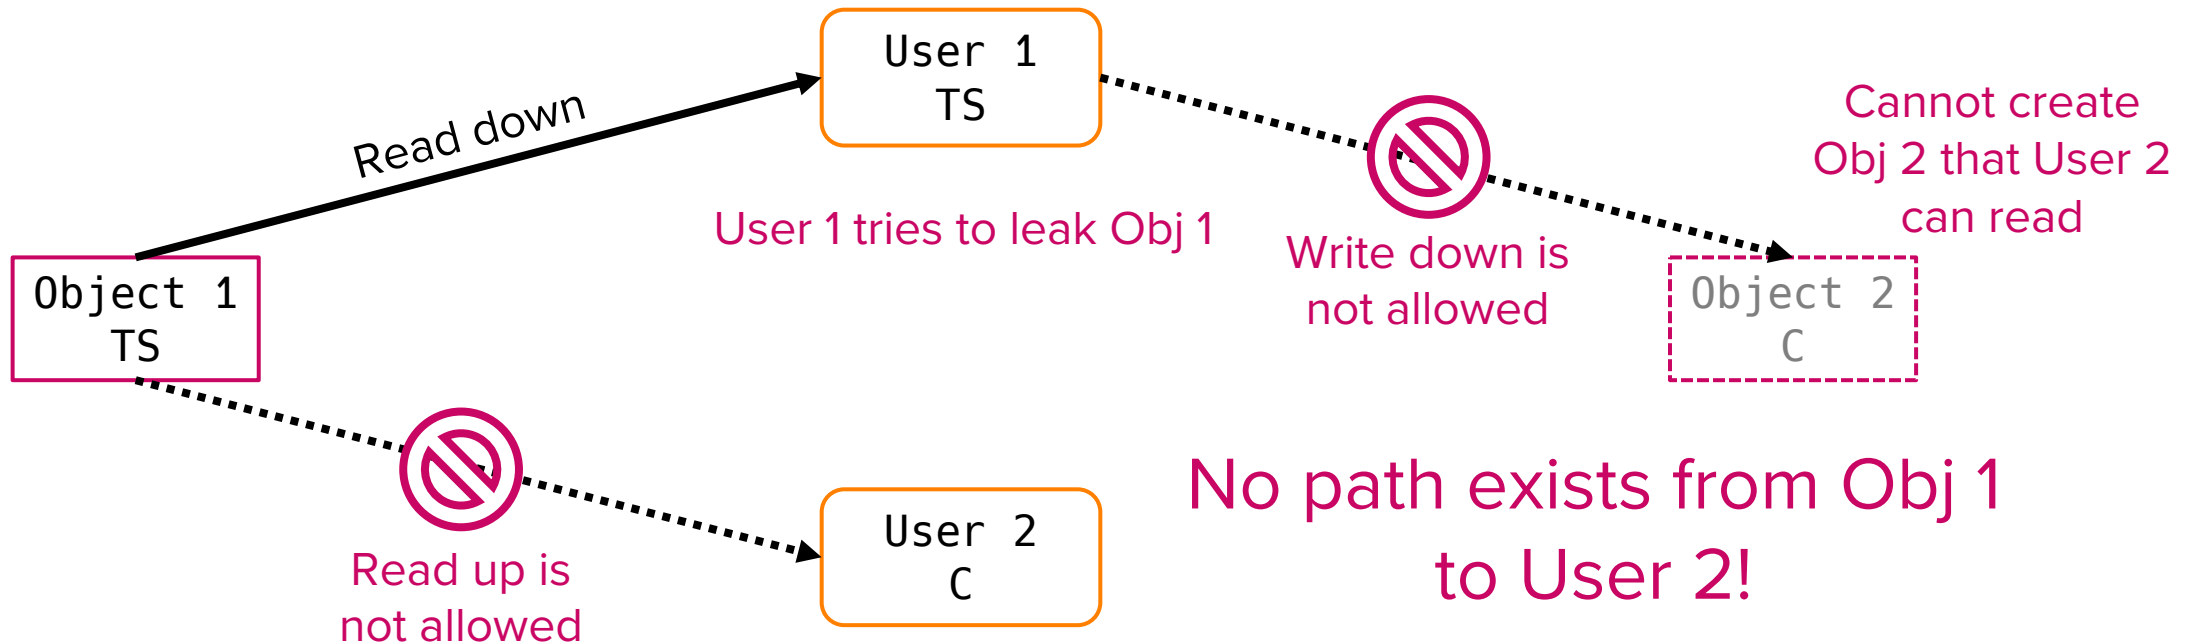 User 1
TS
Read down
Cannot create
Obj 2 that User 2
can read
User 1 tries to leak Obj 1
Write down is
not allowed
Object 1
TS
Object 2
C
No path exists from Obj 1
to User 2!
User 2
C
Read up is
not allowed